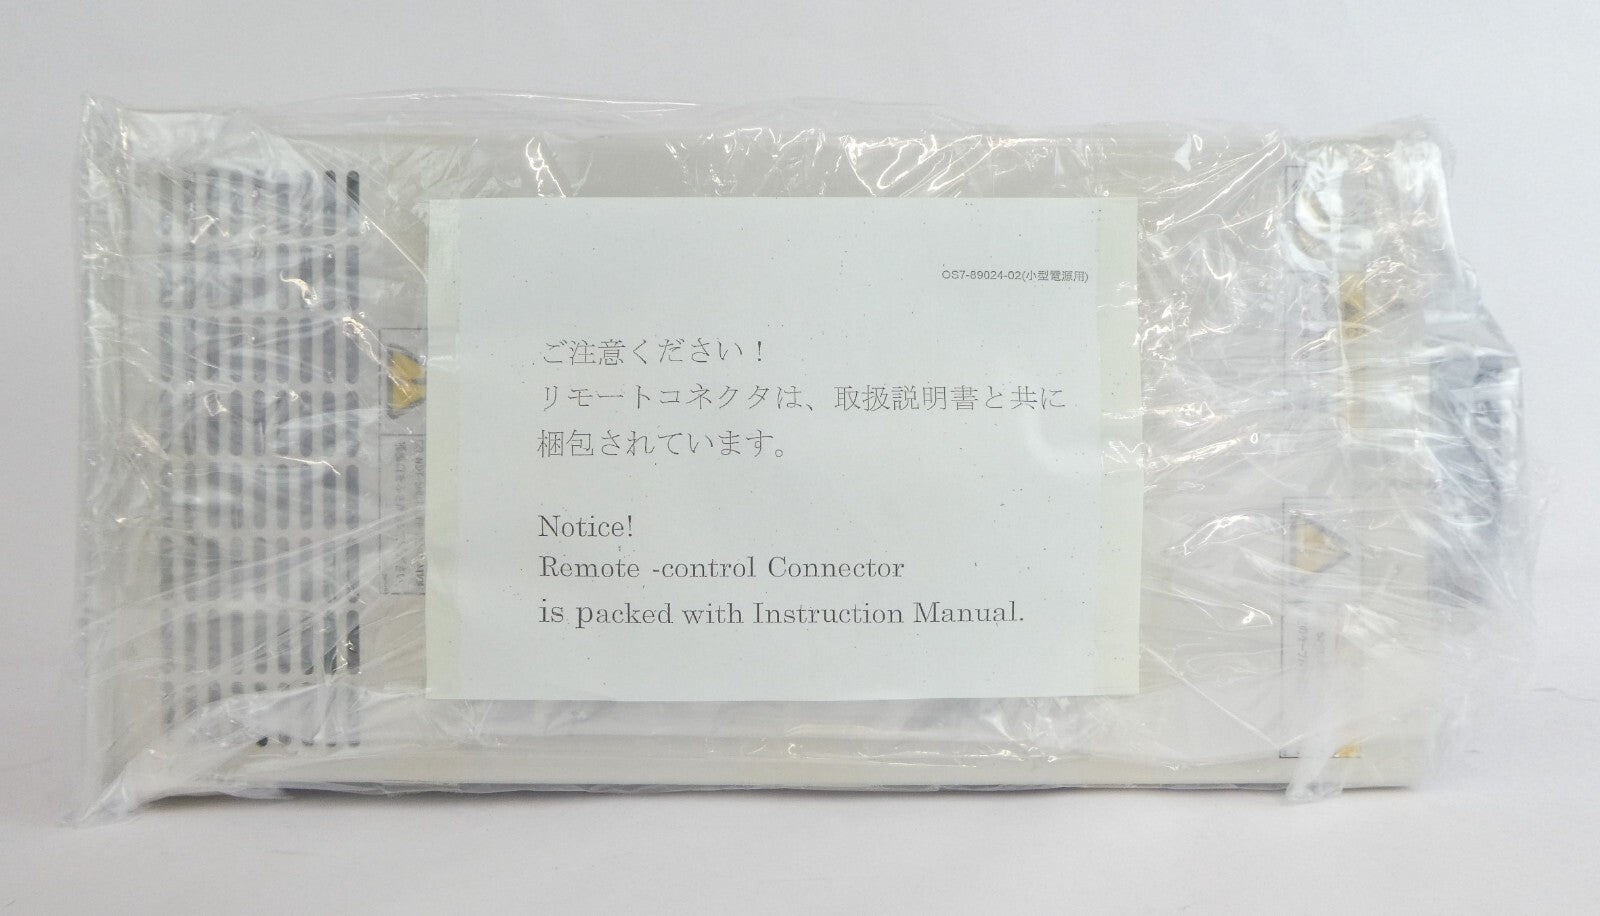 OS7-89024-02(小型電源用)
ご注意ください！
リモートコネクタは、取扱説明書と共に
梱包されています。
Notice!
Remote -control Connector
is packed with Instruction Manual.